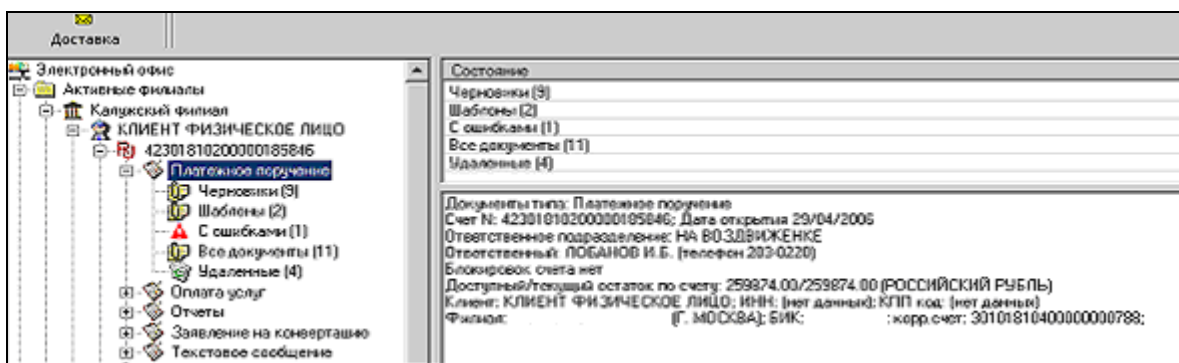 Доставка
Электронный офис
Активные филиалы
Калужский филиал
КЛИЕНТ ФИЗИЧЕСКОЕ ЛИЦО
42301810200000185846
Платежное поручение
Черновики (9)
Шаблоны (2)
С ошибками (1)
Все документы (11)
Удаленные (4)
Оплата услуг
Отчеты
Заявление на конвертацию
Текстовое сообщение
Состояние
Черновики (9)
Шаблоны (2)
С ошибками (1)
Все документы (11)
Удаленные (4)
Документы типа: Платежное поручение
Счет N: 42301810200000185846; Дата открытия 29/04/2006
Ответственное подразделение: НА ВОЗДВИЖЕНКЕ
Ответственный: ЛОБАНОВ И.Б. (телефон 203-0220)
Блокировок счета нет
Доступный/текущий остаток по счету: 259874.00/259874.00 (РОССИЙСКИЙ РУБЛЬ)
Клиент: КЛИЕНТ ФИЗИЧЕСКОЕ ЛИЦО; ИНН: (нет данных); КПП код: (нет данных)
Филиал: (Г. МОСКВА); БИК: ; корр.счет: 30101810400000000788;